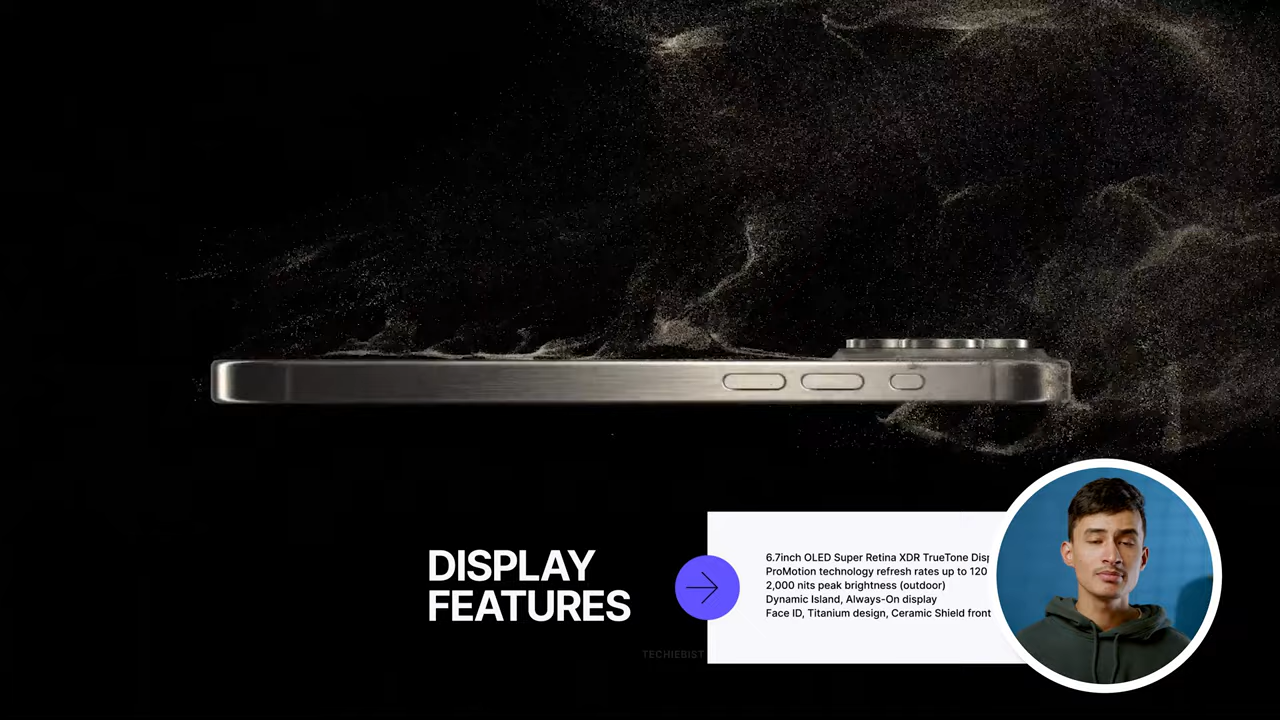 DISPLAY
FEATURES
6.7inch OLED Super Retina XDR TrueTone Disp
ProMotion technology refresh rates up to 120
2,000 nits peak brightness (outdoor)
Dynamic Island, Always-On display
Face ID, Titanium design, Ceramic Shield front
TECHIEBIST